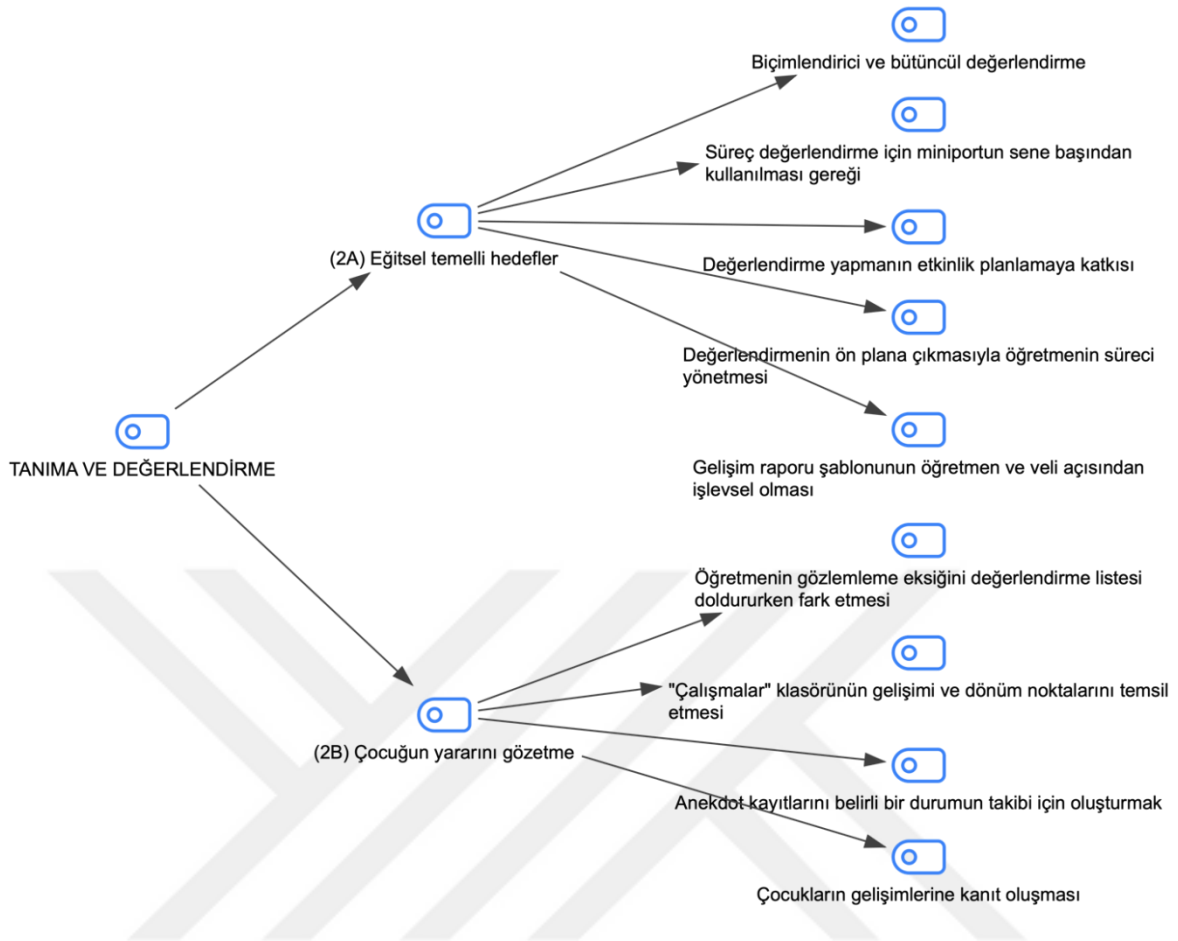 Biçimlendirici ve bütüncül değerlendirme
Süreç değerlendirme için miniportun sene başından
kullanılması gereği
(2A) Eğitsel temelli hedefler
Değerlendirme yapmanın etkinlik planlamaya katkısı
Değerlendirmenin ön plana çıkmasıyla öğretmenin süreci
yönetmesi
TANIMA VE DEĞERLENDİRME
Gelişim raporu şablonunun öğretmen ve veli açısından
işlevsel olması
Öğretmenin gözlemleme eksiğini değerlendirme listesi
doldururken fark etmesi
"Çalışmalar" klasörünün gelişimi ve dönüm noktalarını temsil
etmesi
(2B) Çocuğun yararını gözetme
Anekdot kayıtlarını belirli bir durumun takibi için oluşturmak
Çocukların gelişimlerine kanıt oluşması